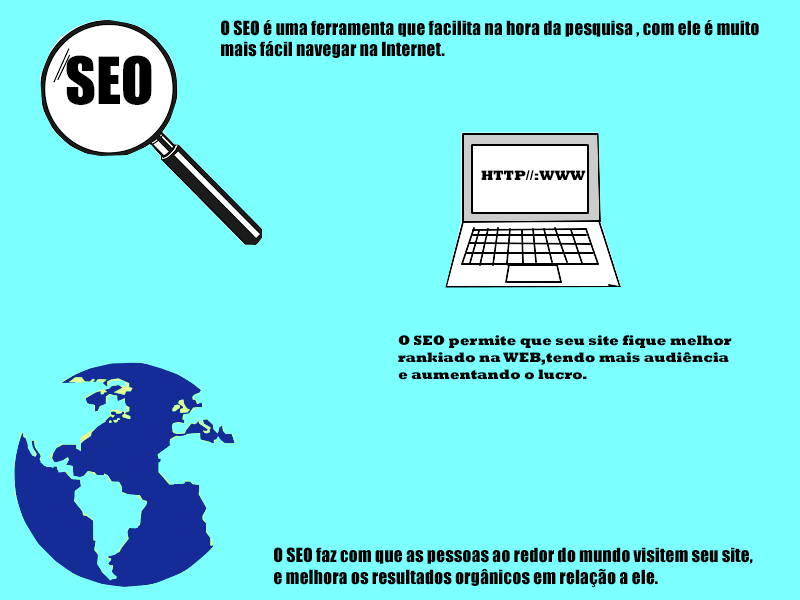 SEO
O SEO é uma ferramenta que facilita na hora da pesquisa , com ele é muito
mais fácil navegar na Internet.
HTTP//:WWW
O SEO permite que seu site fique melhor
rankiado na WEB,tendo mais audiência
e aumentando o lucro.
O SEO faz com que as pessoas ao redor do mundo visitem seu site,
e melhora os resultados orgânicos em relação a ele.